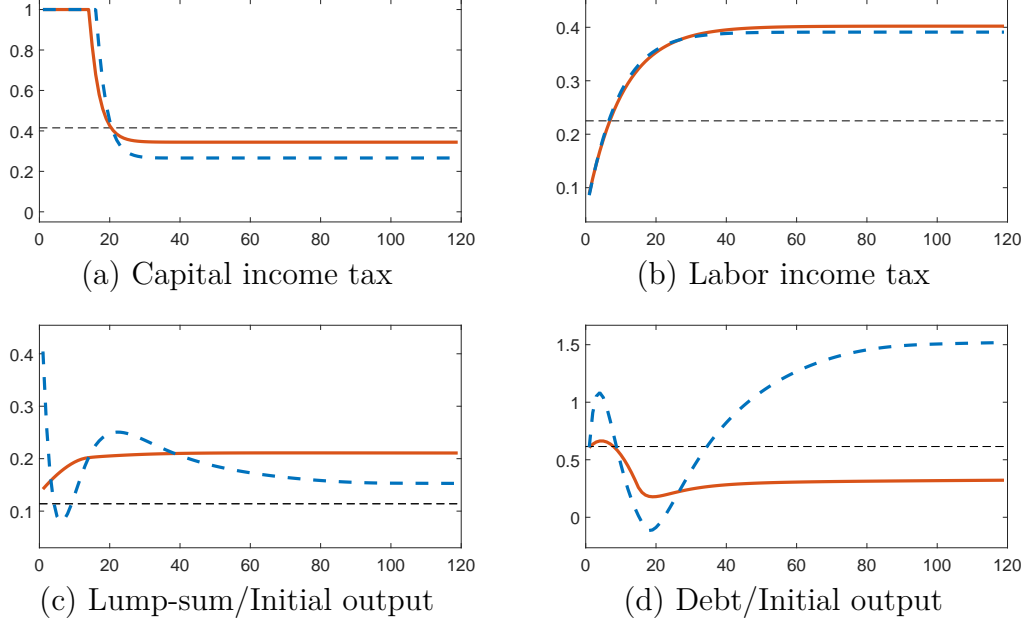 1
0.8
0.6
0.4
0.2
0
0 20 40 60 80 100 120
(a) Capital income tax
0.4
0.3
0.2
0.1
0 20 40 60 80 100 120
(b) Labor income tax
0.4
0.3
0.2
0.1
0 20 40 60 80 100 120
(c) Lump-sum/Initial output
1.5
1
0.5
0
0 20 40 60 80 100 120
(d) Debt/Initial output